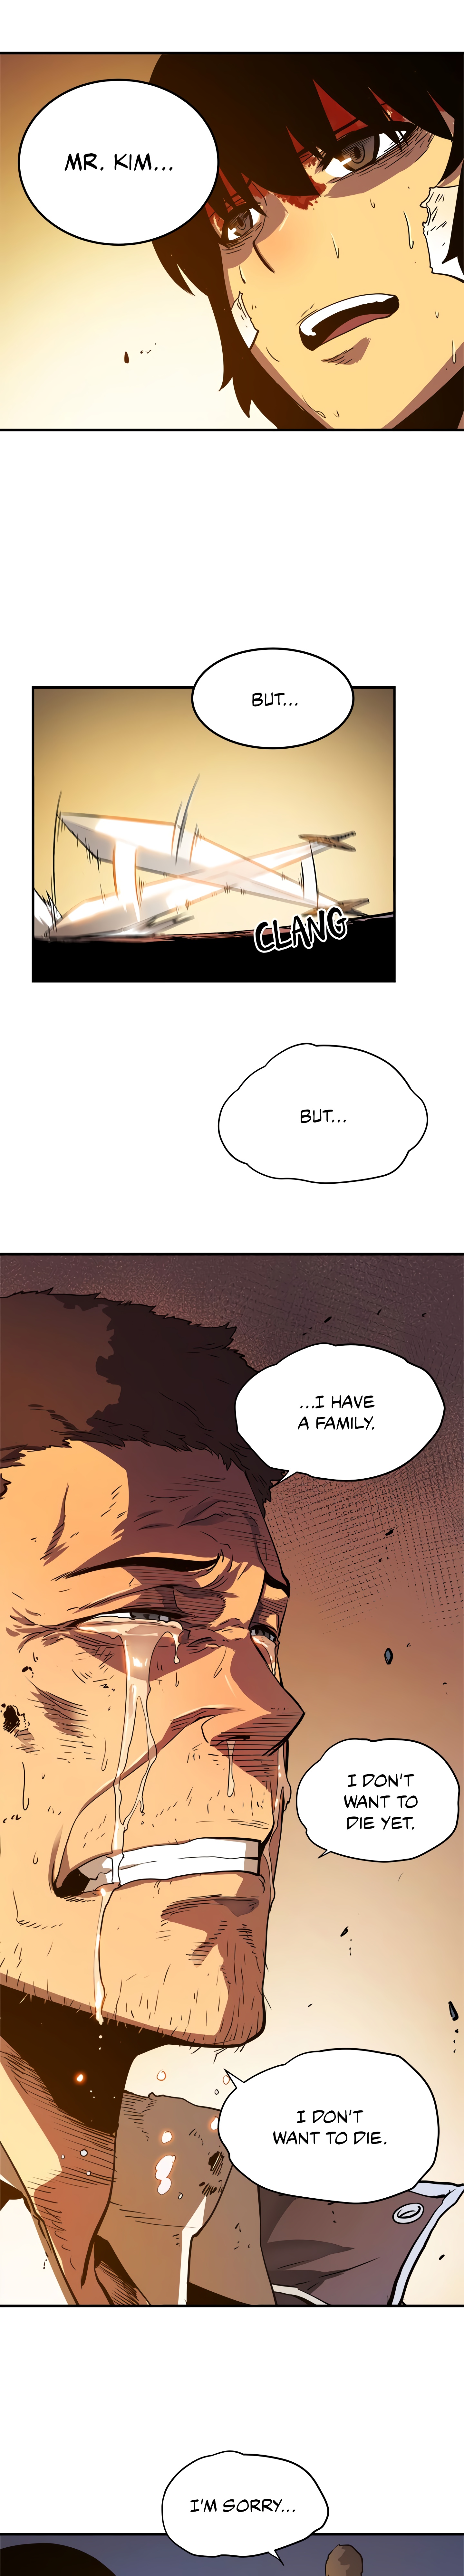 MR. KIM...
BUT...
CLANG
BUT...
...I HAVE
A FAMILY.
I DON'T
WANT TO
DIE YET.
I DON'T
WANT TO DIE.
I'M SORRY...